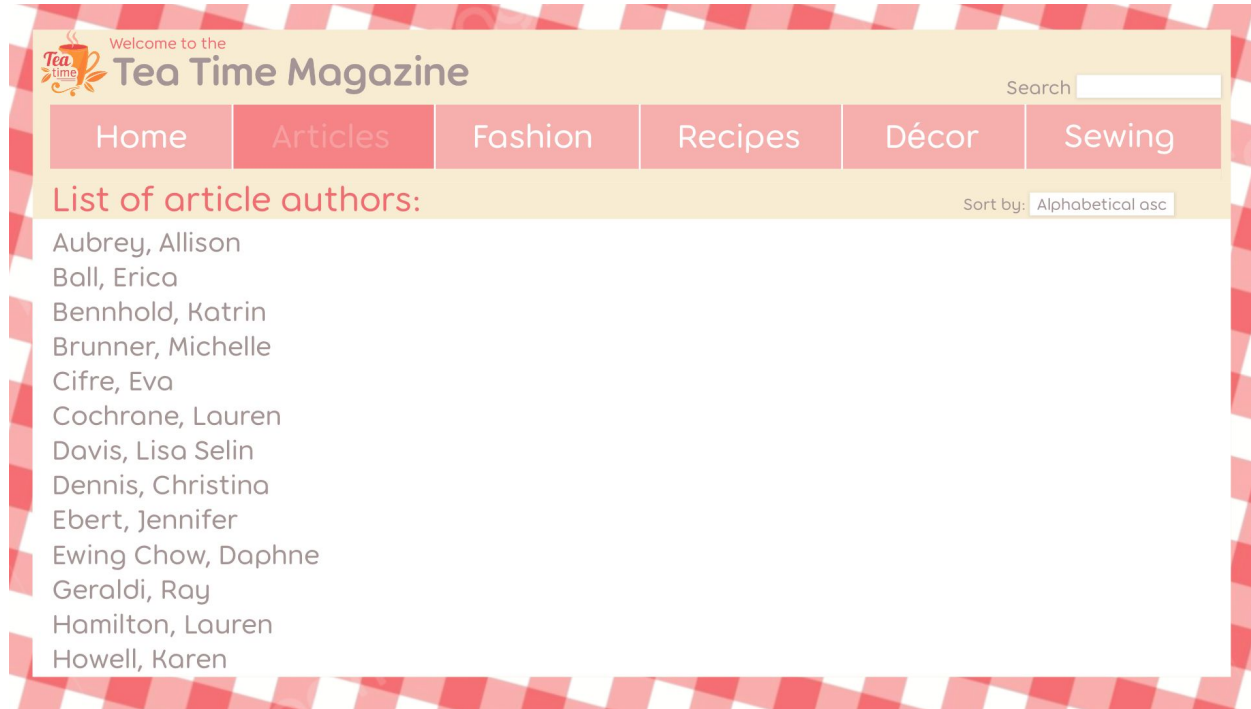 Tea
time
Welcome to the
Tea Time Magazine
Search
Home Articles Fashion Recipes Décor Sewing
List of article authors:
Sort by: Alphabetical asc
Aubrey, Allison
Ball, Erica
Bennhold, Katrin
Brunner, Michelle
Cifre, Eva
Cochrane, Lauren
Davis, Lisa Selin
Dennis, Christina
Ebert, Jennifer
Ewing Chow, Daphne
Geraldi, Ray
Hamilton, Lauren
Howell, Karen